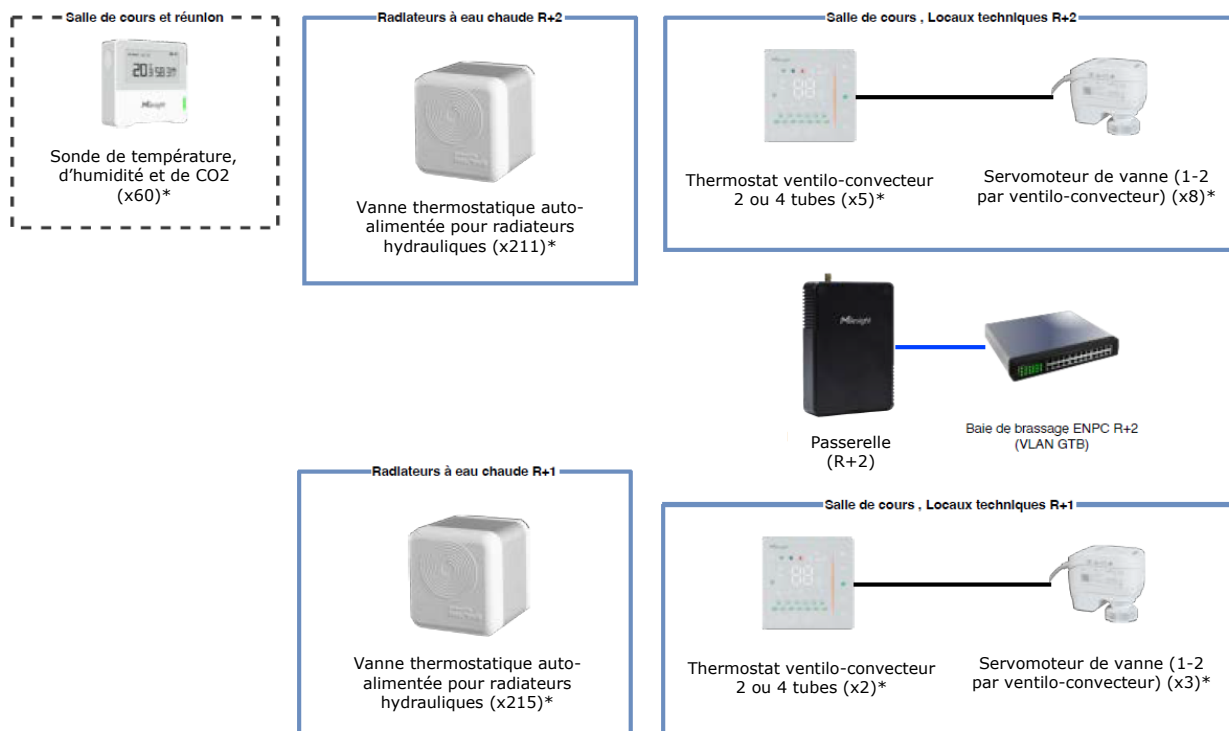 Salle de cours et réunion
Milesight
Sonde de température,
d'humidité et de CO2
(x60)*
Radiateurs à eau chaude R+2
Vanne thermostatique auto-
alimentée pour radiateurs
hydrauliques (x211)*
Salle de cours , Locaux techniques R+2
Milesight
Thermostat ventilo-convecteur
2 ou 4 tubes (x5)*
Servomoteur de vanne (1-2
par ventilo-convecteur) (x8)*
Milesight
Passerelle
(R+2)
Baie de brassage ENPC R+2
(VLAN GTB)
Radiateurs à eau chaude R+1
Vanne thermostatique auto-
alimentée pour radiateurs
hydrauliques (x215)*
Salle de cours , Locaux techniques R+1
Milesight
Thermostat ventilo-convecteur
2 ou 4 tubes (x2)*
Servomoteur de vanne (1-2
par ventilo-convecteur) (x3)*